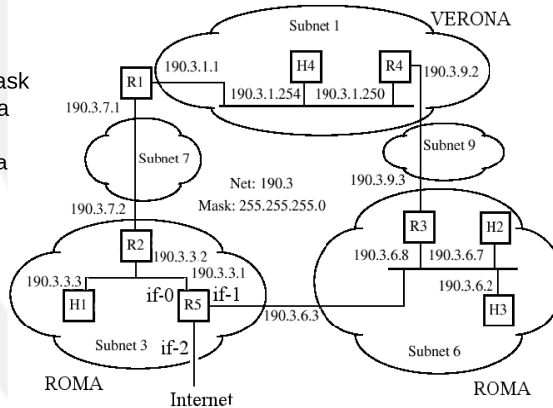 VERONA
Subnet 1
190.3.1.1
H4
R4
190.3.9.2
R1
190.3.1.254
190.3.1.250
ask
190.3.7.1
a
a
Subnet 7
Subnet 9
Net: 190.3
Mask: 255.255.255.0
190.3.9.3
190.3.7.2
R2
190.3.3.2
R3
H2
190.3.6.8
190.3.6.7
190.3.3.3
190.3.3.1
H1
if-0
R5
if-1
190.3.6.2
H3
190.3.6.3
Subnet 3
if-2
Subnet 6
ROMA
Internet
ROMA